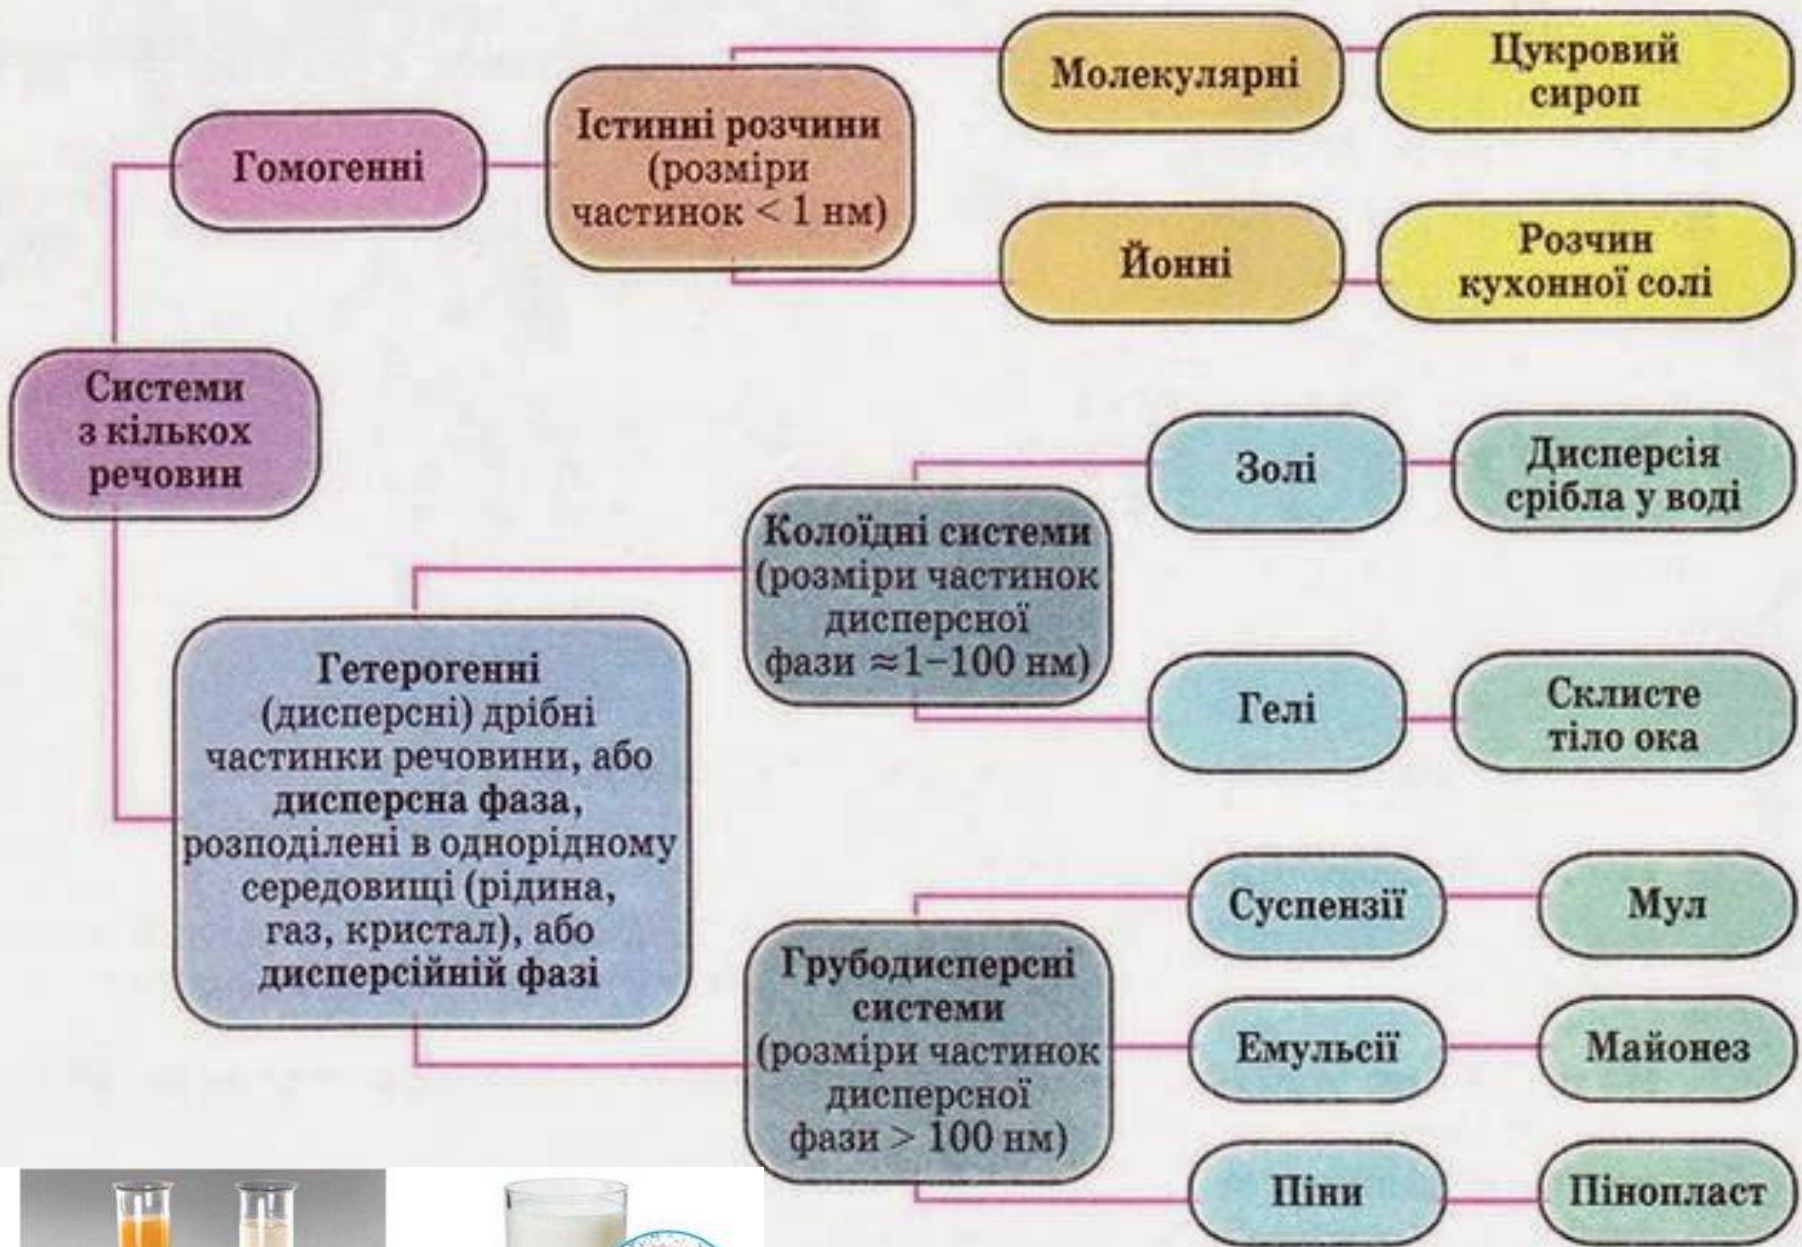 Гомогенні
Істинні розчини
(розміри
частинок < 1 нм)
Молекулярні
Цукровий
сироп
Йонні
Розчин
кухонної солі
Системи
з кількох
речовин
Гетерогенні
(дисперсні) дрібні
частинки речовини, або
дисперсна фаза,
розподілені в однорідному
середовищі (рідина,
газ, кристал), або
дисперсійній фазі
Колоїдні системи
(розміри частинок
дисперсної
фази ≈1–100 нм)
Золі
Дисперсія
срібла у воді
Гелі
Склисте
тіло ока
Грубодисперсні
системи
(розміри частинок
дисперсної
фази > 100 нм)
Суспензії
Мул
Емульсії
Майонез
Піни
Пінопласт